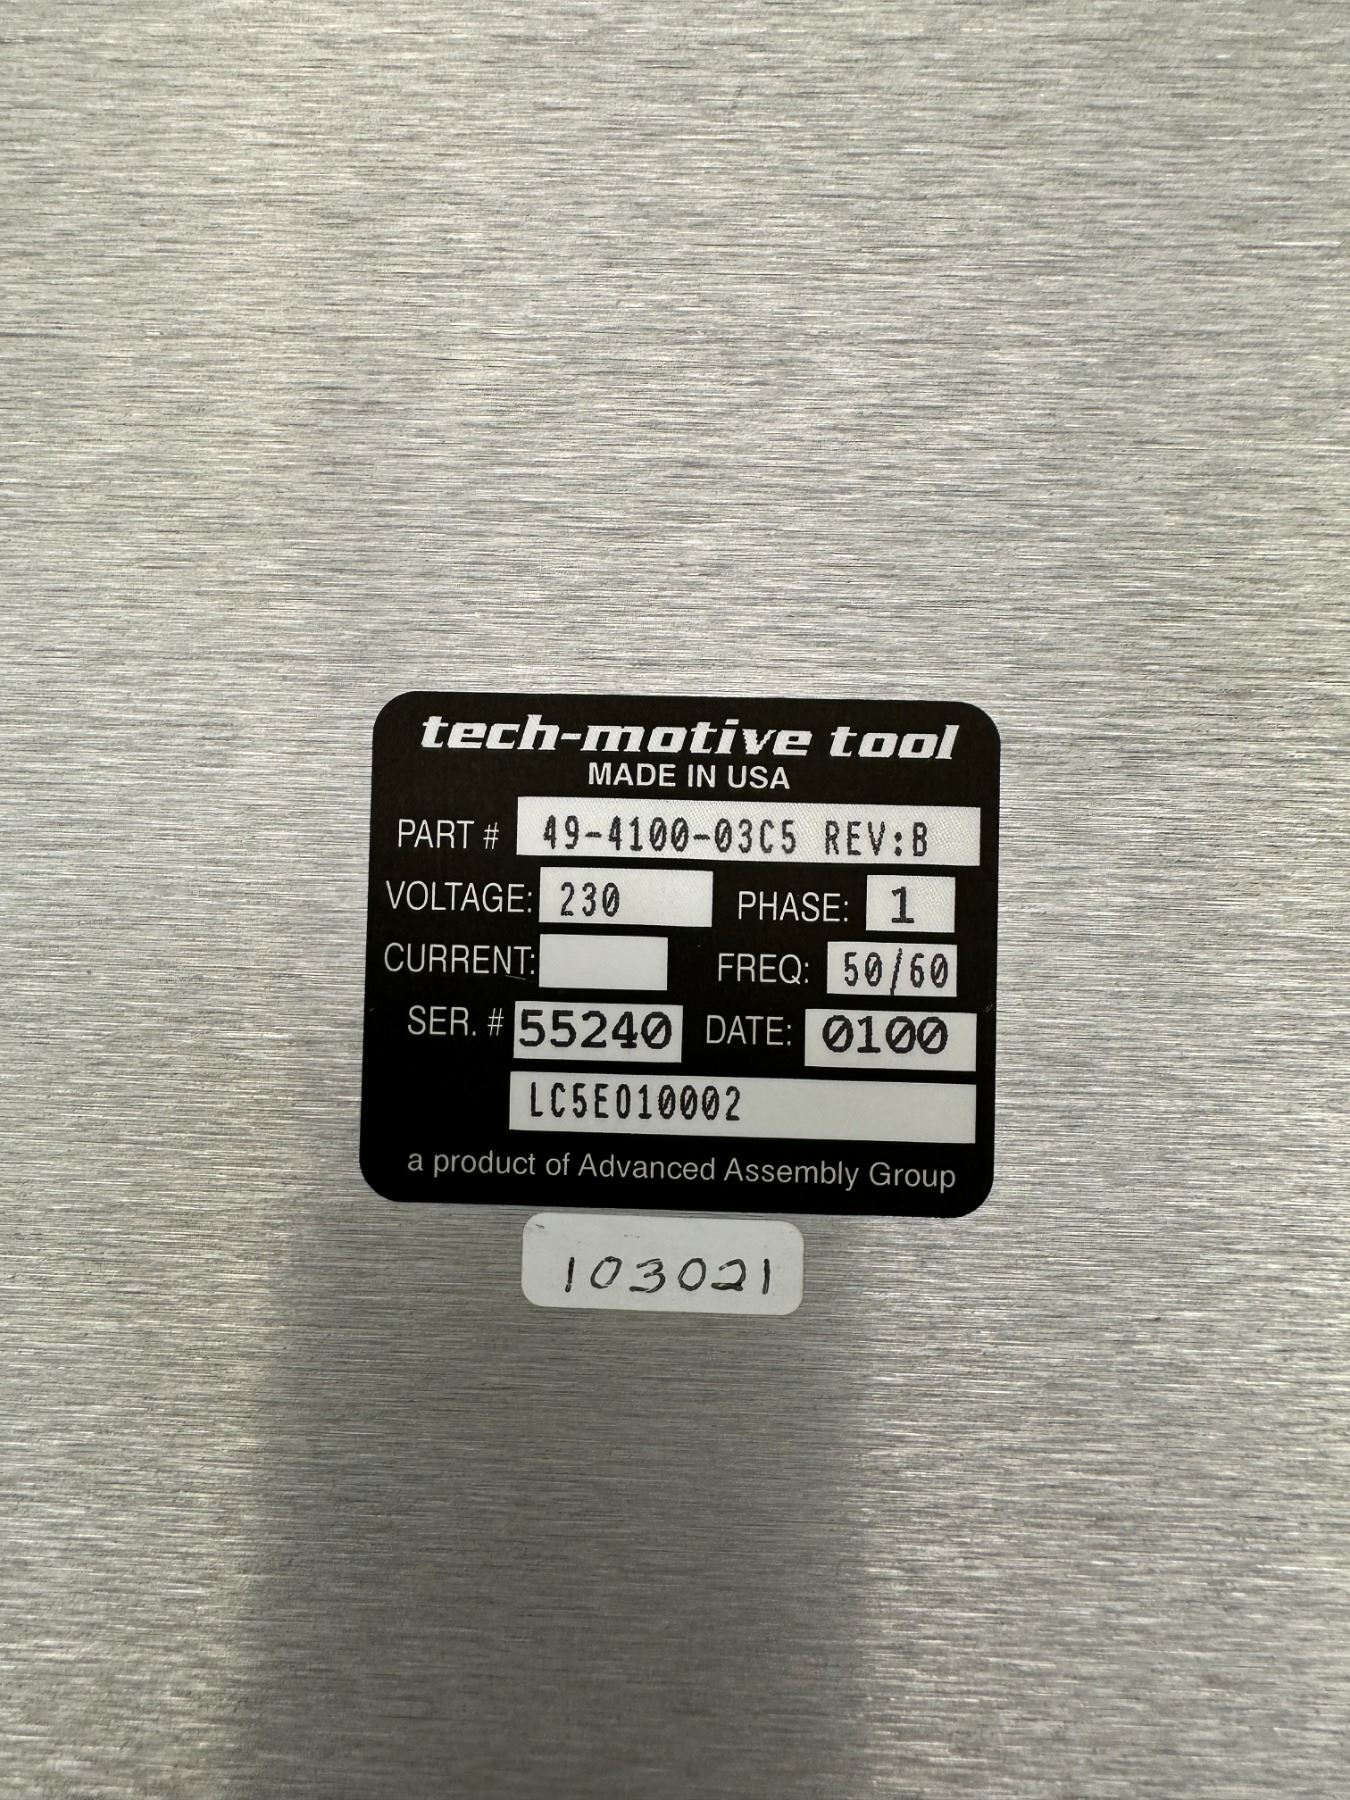 tech-motive tool
MADE IN USA
PART # 49-4100-03C5 REV:B
VOLTAGE: 230 PHASE: 1
CURRENT: FREQ: 50/60
SER. # 55240 DATE: 0100
LC5E010002
a product of Advanced Assembly Group
103021